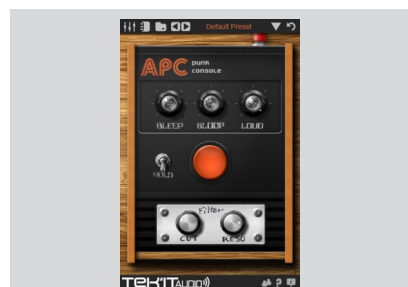 Default Preset
APC punk
console
BLEEP BLOOP LOUD
HOLD
Filter
CUT RESO
TEK'IT AUDIO